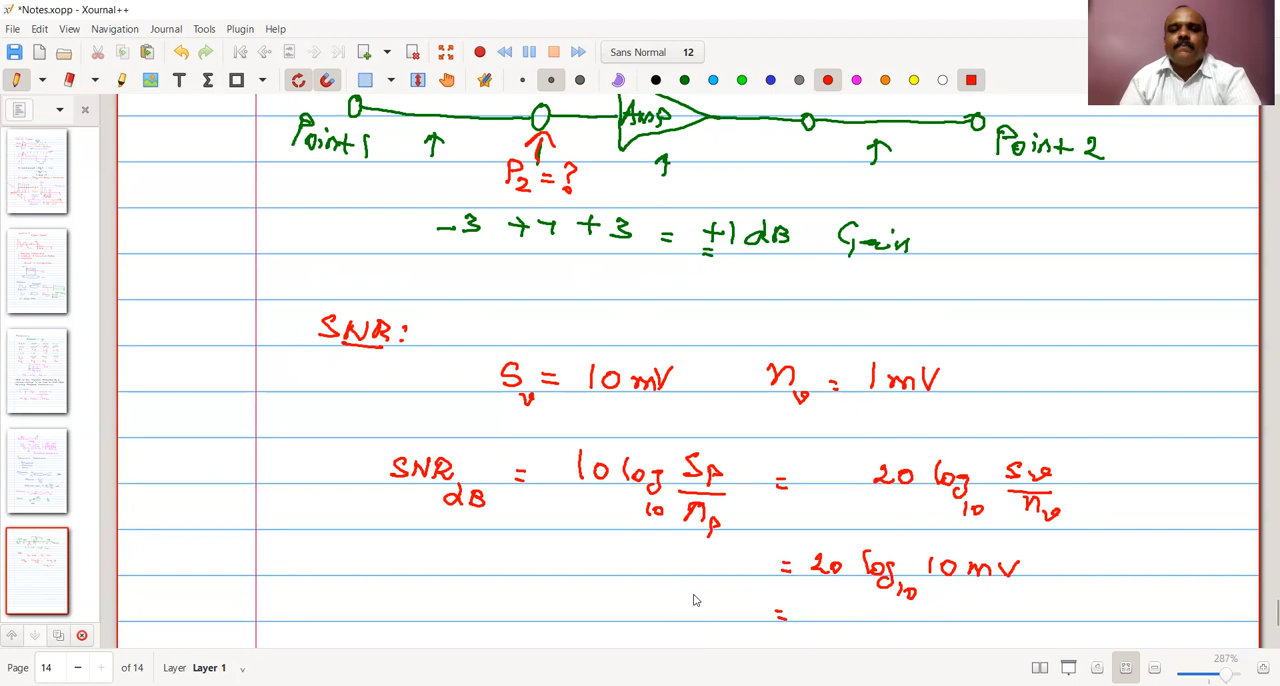 *Notes.xopp - Xournal++
File Edit View Navigation Journal Tools Plugin Help
Sans Normal 12
Point 1 Amp Point 2
P2 = ?
-3 +7 +3 = +1 dB Gain
SNR:
Sv = 10 mV nv = 1 mV
SNR dB = 10 log10 Sp/np = 20 log10 Sv/nv
= 20 log10 10 mV
=
Page 14 of 14 Layer Layer 1 287%